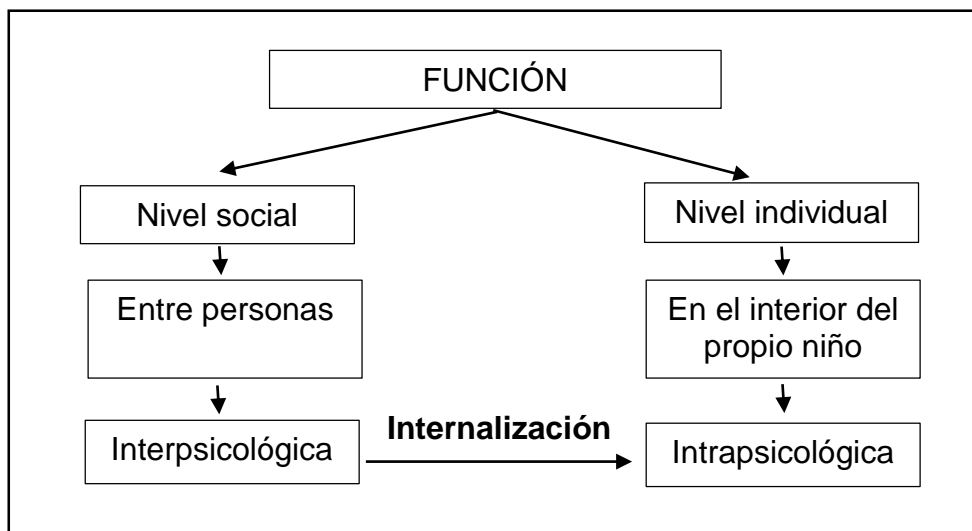 FUNCIÓN
Nivel social
Nivel individual
Entre personas
En el interior del
propio niño
Interpsicológica
Internalización
Intrapsicológica